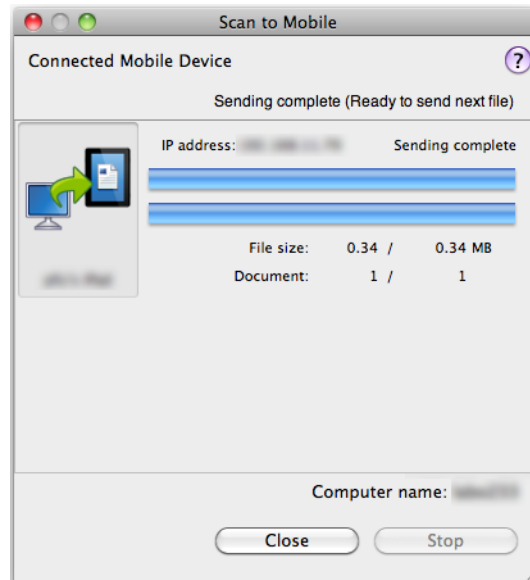 Scan to Mobile
Connected Mobile Device ?
Sending complete (Ready to send next file)
IP address: Sending complete
File size: 0.34 / 0.34 MB
Document: 1 / 1
Computer name:
Close Stop